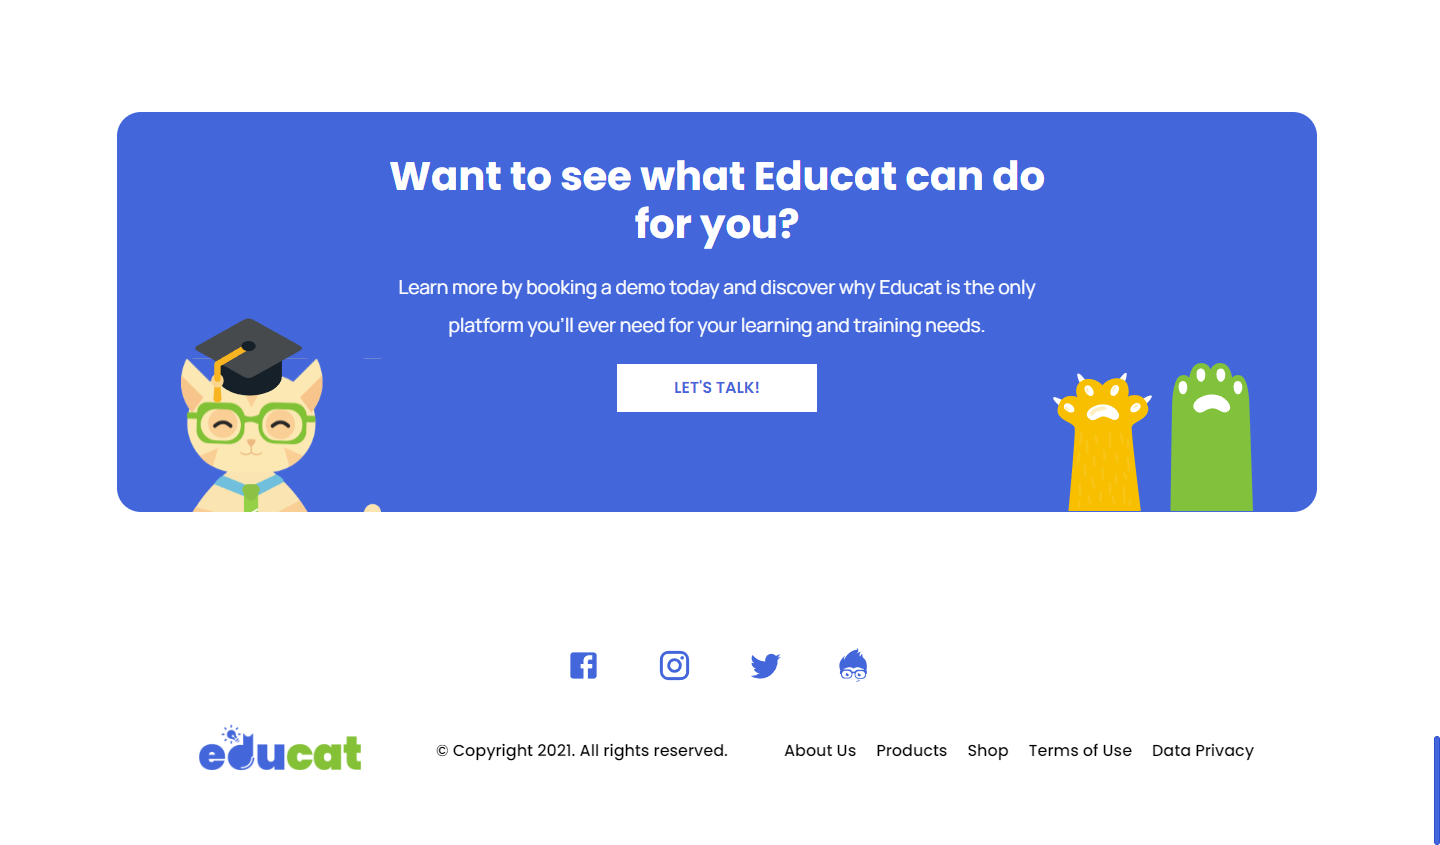 Want to see what Educat can do
for you?
Learn more by booking a demo today and discover why Educat is the only
platform you'll ever need for your learning and training needs.
LET'S TALK!
educat
© Copyright 2021. All rights reserved.
About Us
Products
Shop
Terms of Use
Data Privacy